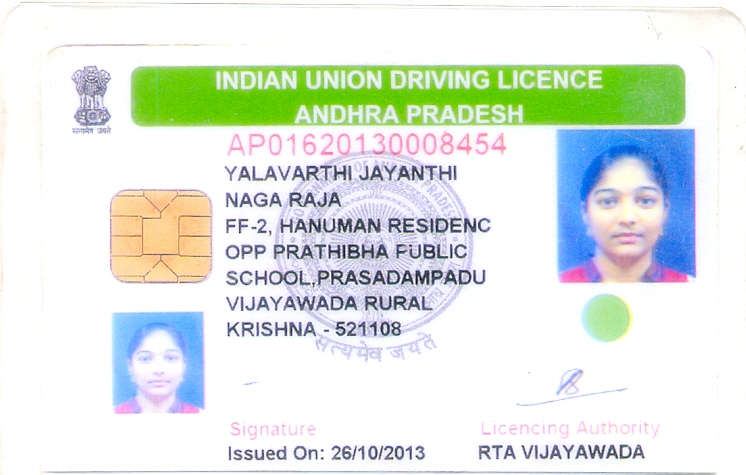 INDIAN UNION DRIVING LICENCE
ANDHRA PRADESH
सत्यमेव जयते
AP01620130008454
YALAVARTHI JAYANTHI
NAGA RAJA
FF-2, HANUMAN RESIDENC
OPP PRATHIBHA PUBLIC
SCHOOL,PRASADAMPADU
VIJAYAWADA RURAL
KRISHNA - 521108
सत्यमेव जयते
Signature
Licencing Authority
Issued On: 26/10/2013
RTA VIJAYAWADA